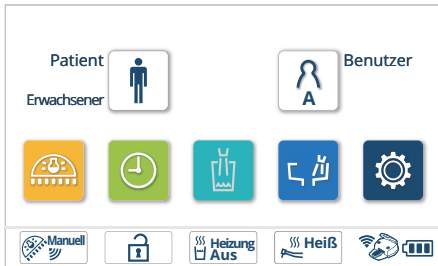 Patient
Benutzer
Erwachsener
A
Manuell
Heizung
Aus
Heiß